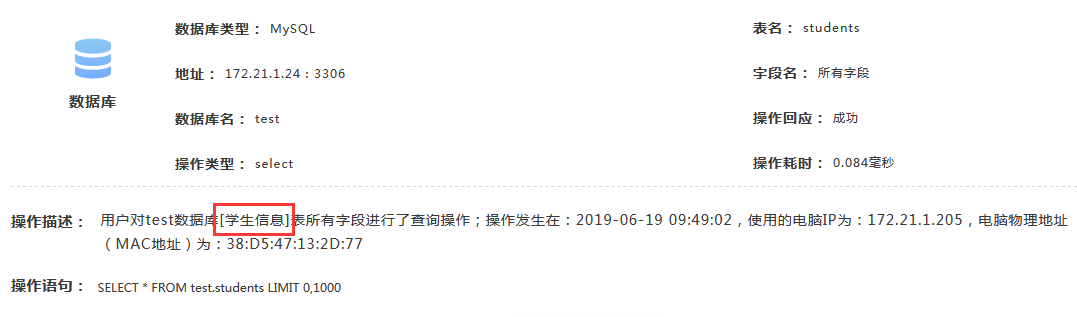 数据库类型： MySQL
表名： students
地址： 172.21.1.24 : 3306
字段名： 所有字段
数据库
数据库名： test
操作回应： 成功
操作类型： select
操作耗时： 0.084毫秒
操作描述： 用户对test数据库[学生信息]表所有字段进行了查询操作；操作发生在：2019-06-19 09:49:02，使用的电脑IP为：172.21.1.205，电脑物理地址
（MAC地址）为：38:D5:47:13:2D:77
操作语句： SELECT * FROM test.students LIMIT 0,1000